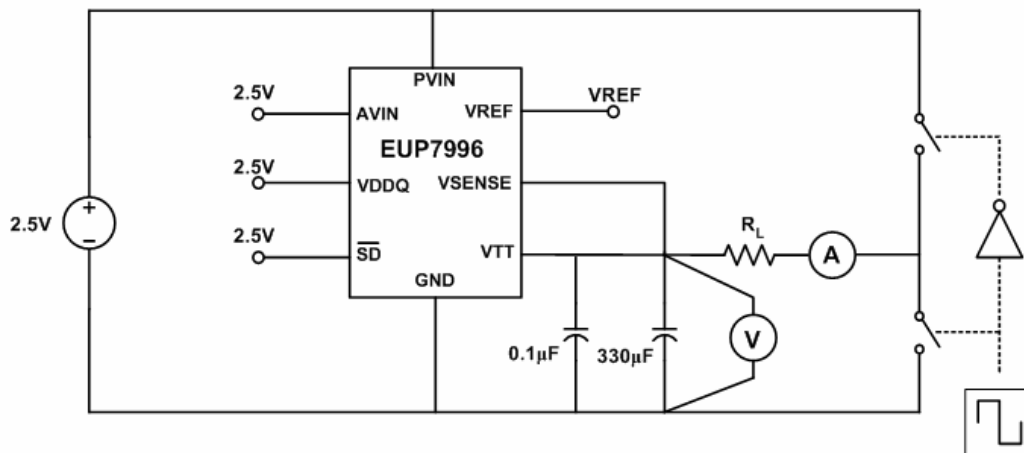 PVIN
2.5V
AVIN
VREF
VREF
EUP7996
2.5V
VDDQ
VSENSE
2.5V
+
−
2.5V
SD
VTT
GND
RL
A
0.1µF
330µF
V